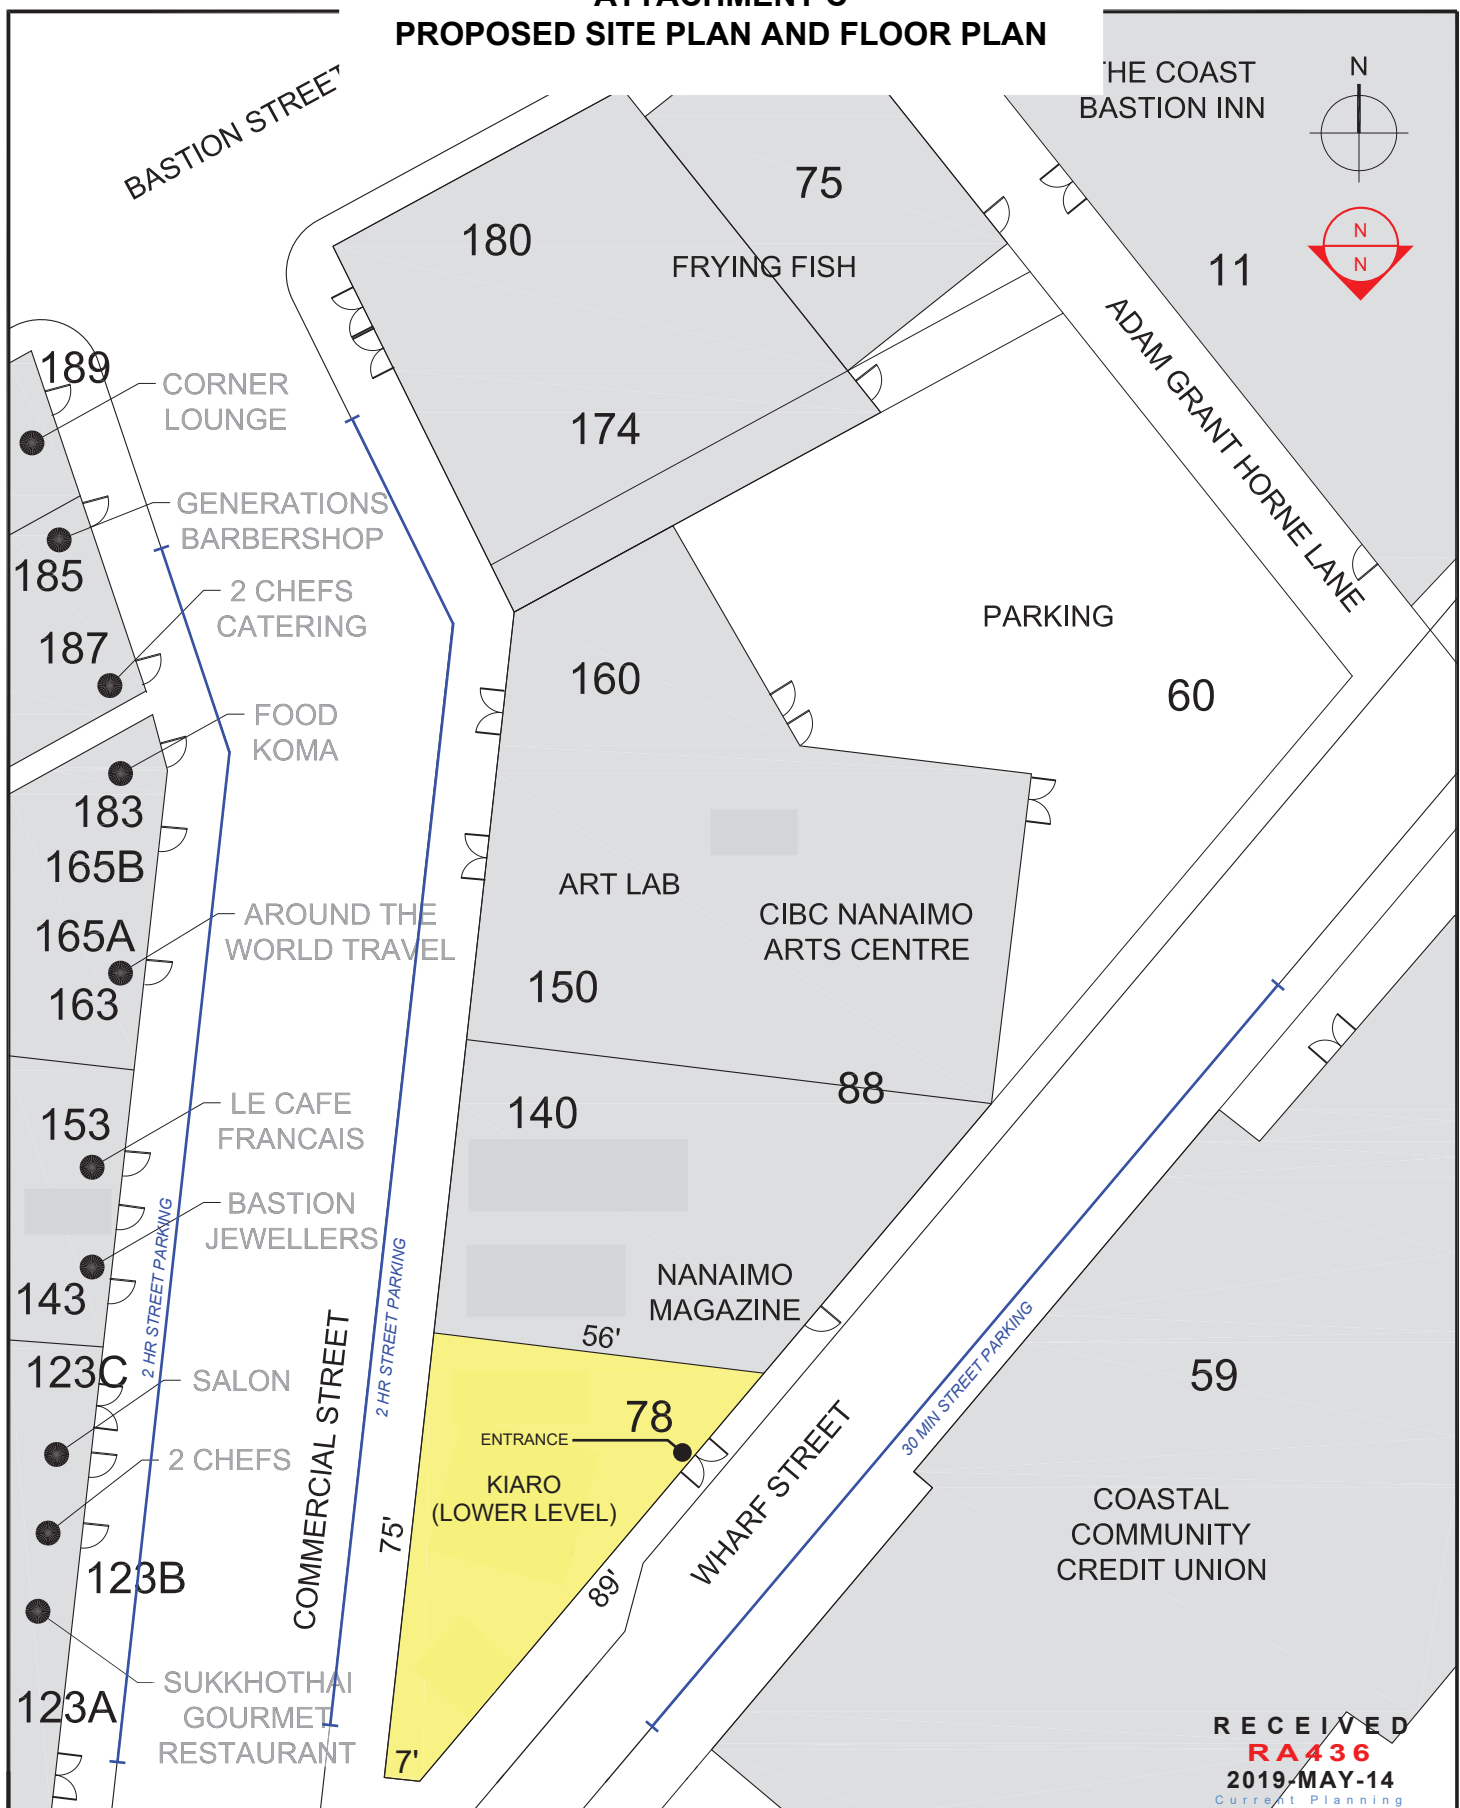 PROPOSED SITE PLAN AND FLOOR PLAN
THE COAST
BASTION INN
N
BASTION STREET
75
180
FRYING FISH
N
N
11
ADAM GRANT HORNE LANE
189
CORNER
LOUNGE
174
GENERATIONS
BARBERSHOP
185
2 CHEFS
CATERING
187
PARKING
160
60
FOOD
KOMA
183
165B
ART LAB
165A
AROUND THE
WORLD TRAVEL
CIBC NANAIMO
ARTS CENTRE
163
150
88
153
LE CAFE
FRANCAIS
140
BASTION
JEWELLERS
2 HR STREET PARKING
2 HR STREET PARKING
143
NANAIMO
MAGAZINE
56'
COMMERCIAL STREET
30 MIN STREET PARKING
123C
SALON
59
78
ENTRANCE
2 CHEFS
KIARO
(LOWER LEVEL)
WHARF STREET
75'
89'
COASTAL
COMMUNITY
CREDIT UNION
123B
SUKKHOTHAI
GOURMET
RESTAURANT
123A
7'
RECEIVED
RA436
2019-MAY-14
Current Planning